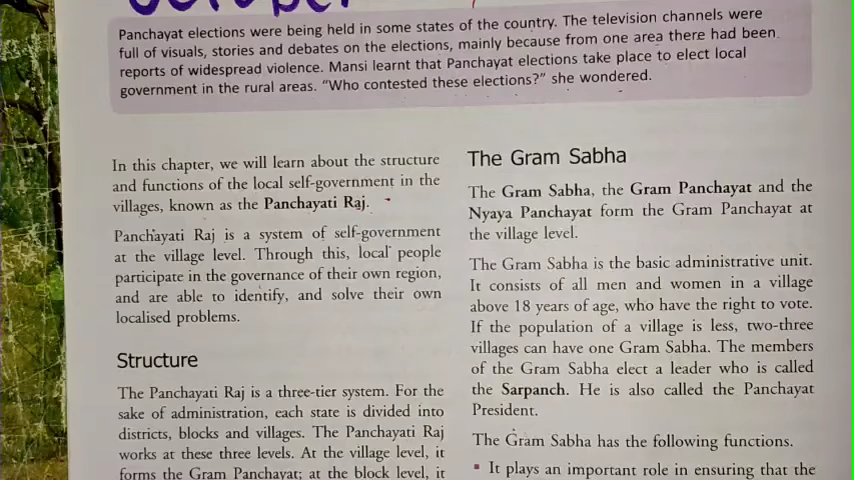 October
Panchayat elections were being held in some states of the country. The television channels were
full of visuals, stories and debates on the elections, mainly because from one area there had been
reports of widespread violence. Mansi learnt that Panchayat elections take place to elect local
government in the rural areas. “Who contested these elections?” she wondered.
In this chapter, we will learn about the structure
and functions of the local self-government in the
villages, known as the Panchayati Raj.
Panchayati Raj is a system of self-government
at the village level. Through this, local people
participate in the governance of their own region,
and are able to identify, and solve their own
localised problems.
Structure
The Panchayati Raj is a three-tier system. For the
sake of administration, each state is divided into
districts, blocks and villages. The Panchayati Raj
works at these three levels. At the village level, it
forms the Gram Panchayat; at the block level, it
The Gram Sabha
The Gram Sabha, the Gram Panchayat and the
Nyaya Panchayat form the Gram Panchayat at
the village level.
The Gram Sabha is the basic administrative unit.
It consists of all men and women in a village
above 18 years of age, who have the right to vote.
If the population of a village is less, two-three
villages can have one Gram Sabha. The members
of the Gram Sabha elect a leader who is called
the Sarpanch. He is also called the Panchayat
President.
The Gram Sabha has the following functions.
▪ It plays an important role in ensuring that the